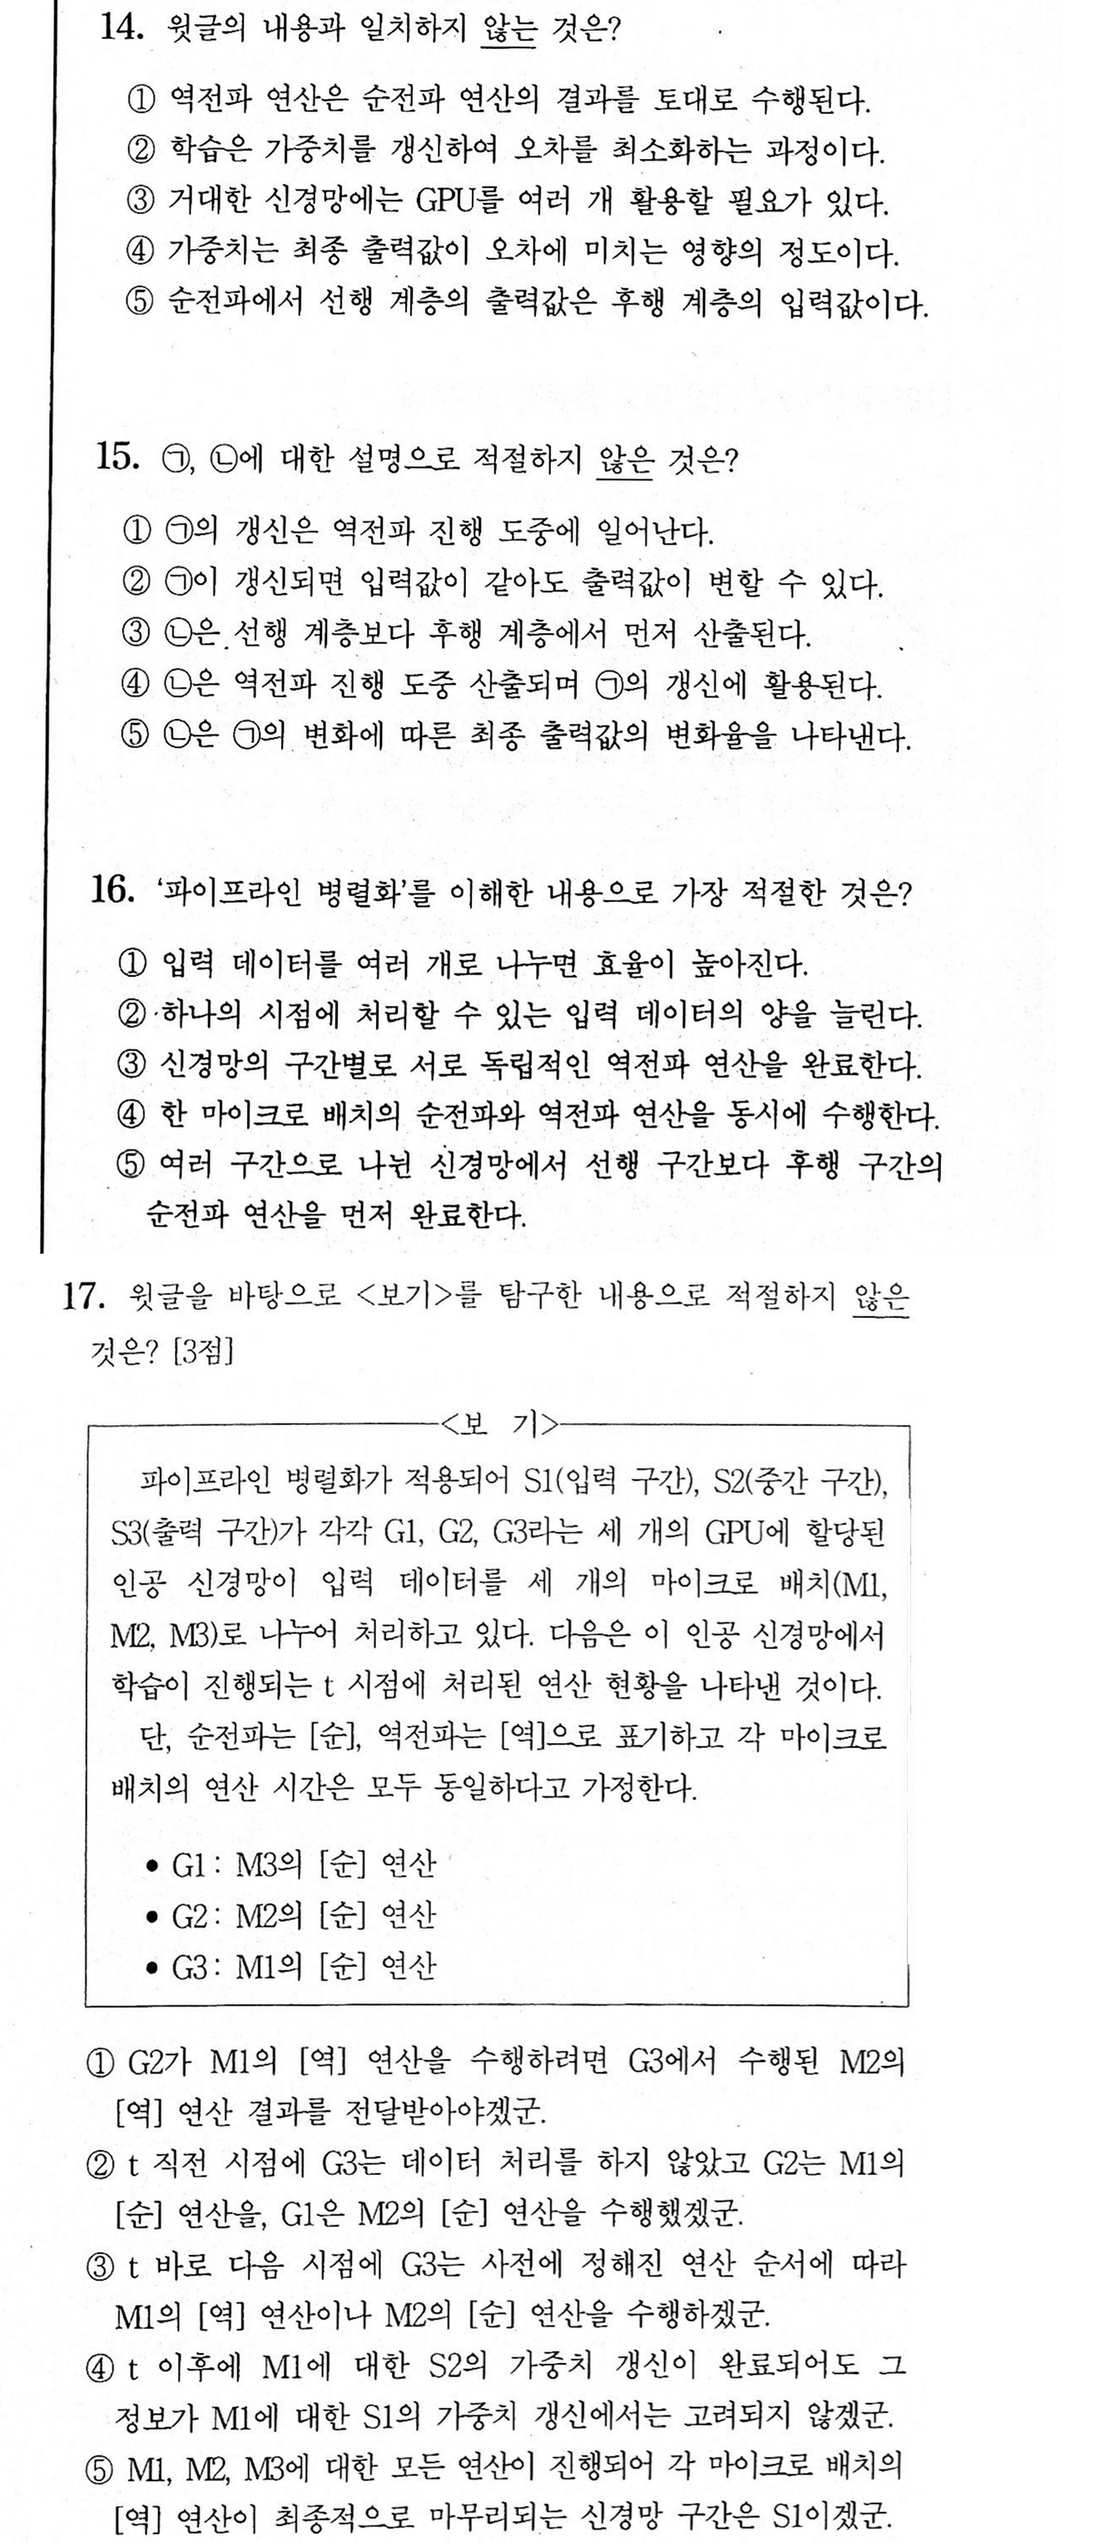 14. 윗글의 내용과 일치하지 않는 것은?
① 역전파 연산은 순전파 연산의 결과를 토대로 수행된다.
② 학습은 가중치를 갱신하여 오차를 최소화하는 과정이다.
③ 거대한 신경망에는 GPU를 여러 개 활용할 필요가 있다.
④ 가중치는 최종 출력값이 오차에 미치는 영향의 정도이다.
⑤ 순전파에서 선행 계층의 출력값은 후행 계층의 입력값이다.
15. ㉠, ㉡에 대한 설명으로 적절하지 않은 것은?
① ㉠의 갱신은 역전파 진행 도중에 일어난다.
② ㉠이 갱신되면 입력값이 같아도 출력값이 변할 수 있다.
③ ㉡은 선행 계층보다 후행 계층에서 먼저 산출된다.
④ ㉡은 역전파 진행 도중 산출되며 ㉠의 갱신에 활용된다.
⑤ ㉡은 ㉠의 변화에 따른 최종 출력값의 변화율을 나타낸다.
16. ‘파이프라인 병렬화’를 이해한 내용으로 가장 적절한 것은?
① 입력 데이터를 여러 개로 나누면 효율이 높아진다.
② 하나의 시점에 처리할 수 있는 입력 데이터의 양을 늘린다.
③ 신경망의 구간별로 서로 독립적인 역전파 연산을 완료한다.
④ 한 마이크로 배치의 순전파와 역전파 연산을 동시에 수행한다.
⑤ 여러 구간으로 나뉜 신경망에서 선행 구간보다 후행 구간의
순전파 연산을 먼저 완료한다.
17. 윗글을 바탕으로 <보기>를 탐구한 내용으로 적절하지 않은
것은? [3점]
<보 기>
파이프라인 병렬화가 적용되어 S1(입력 구간), S2(중간 구간),
S3(출력 구간)가 각각 G1, G2, G3라는 세 개의 GPU에 할당된
인공 신경망이 입력 데이터를 세 개의 마이크로 배치(M1,
M2, M3)로 나누어 처리하고 있다. 다음은 이 인공 신경망에서
학습이 진행되는 t 시점에 처리된 연산 현황을 나타낸 것이다.
단, 순전파는 [순], 역전파는 [역]으로 표기하고 각 마이크로
배치의 연산 시간은 모두 동일하다고 가정한다.
• G1: M3의 [순] 연산
• G2: M2의 [순] 연산
• G3: M1의 [순] 연산
① G2가 M1의 [역] 연산을 수행하려면 G3에서 수행된 M2의
[역] 연산 결과를 전달받아야겠군.
② t 직전 시점에 G3는 데이터 처리를 하지 않았고 G2는 M1의
[순] 연산을, G1은 M2의 [순] 연산을 수행했겠군.
③ t 바로 다음 시점에 G3는 사전에 정해진 연산 순서에 따라
M1의 [역] 연산이나 M2의 [순] 연산을 수행하겠군.
④ t 이후에 M1에 대한 S2의 가중치 갱신이 완료되어도 그
정보가 M1에 대한 S1의 가중치 갱신에서는 고려되지 않겠군.
⑤ M1, M2, M3에 대한 모든 연산이 진행되어 각 마이크로 배치의
[역] 연산이 최종적으로 마무리되는 신경망 구간은 S1이겠군.